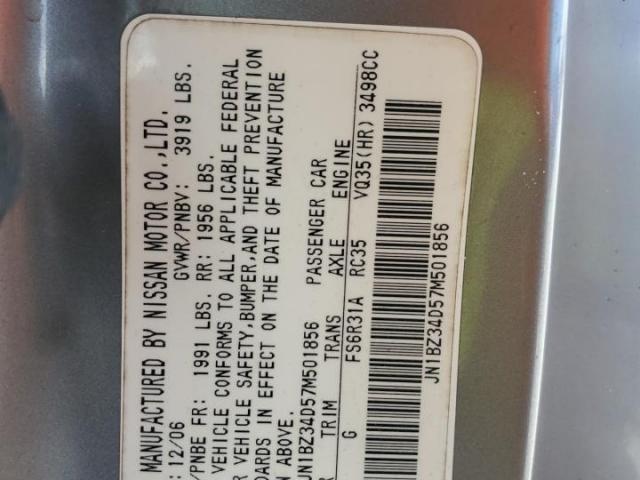 MANUFACTURED BY NISSAN MOTOR CO.,LTD.
: 12/06 GVWR/PNBV: 3919 LBS.
/PNBE FR: 1991 LBS. RR: 1956 LBS.
VEHICLE CONFORMS TO ALL APPLICABLE FEDERAL
VEHICLE SAFETY,BUMPER,AND THEFT PREVENTION
IN EFFECT ON THE DATE OF MANUFACTURE
ABOVE.
JN1BZ34D57M501856 PASSENGER CAR
TRIM TRANS AXLE ENGINE
G FS6R31A RC35 VQ35(HR) 3498CC
JN1BZ34D57M501856